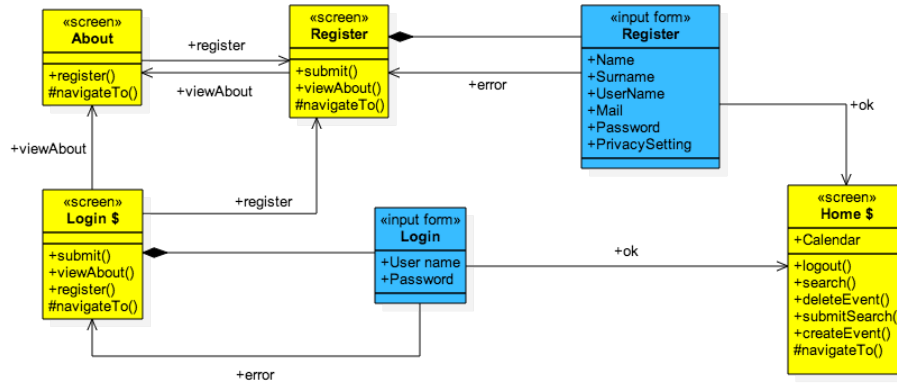 «screen»
About
+register()
#navigateTo()
+register
+viewAbout
«screen»
Register
+submit()
+viewAbout()
#navigateTo()
+error
«input form»
Register
+Name
+Surname
+UserName
+Mail
+Password
+PrivacySetting
+ok
+viewAbout
«screen»
Login $
+submit()
+viewAbout()
+register()
#navigateTo()
+register
«input form»
Login
+User name
+Password
+ok
+error
«screen»
Home $
+Calendar
+logout()
+search()
+deleteEvent()
+submitSearch()
+createEvent()
#navigateTo()